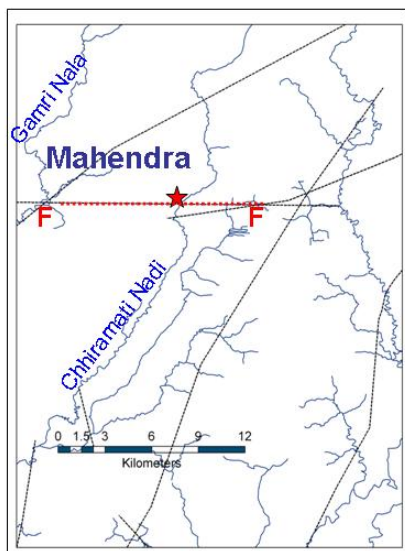 Gamri Nala
Mahendra
F F
Chhiramati Nadi
0 1.5 3 6 9 12
Kilometers